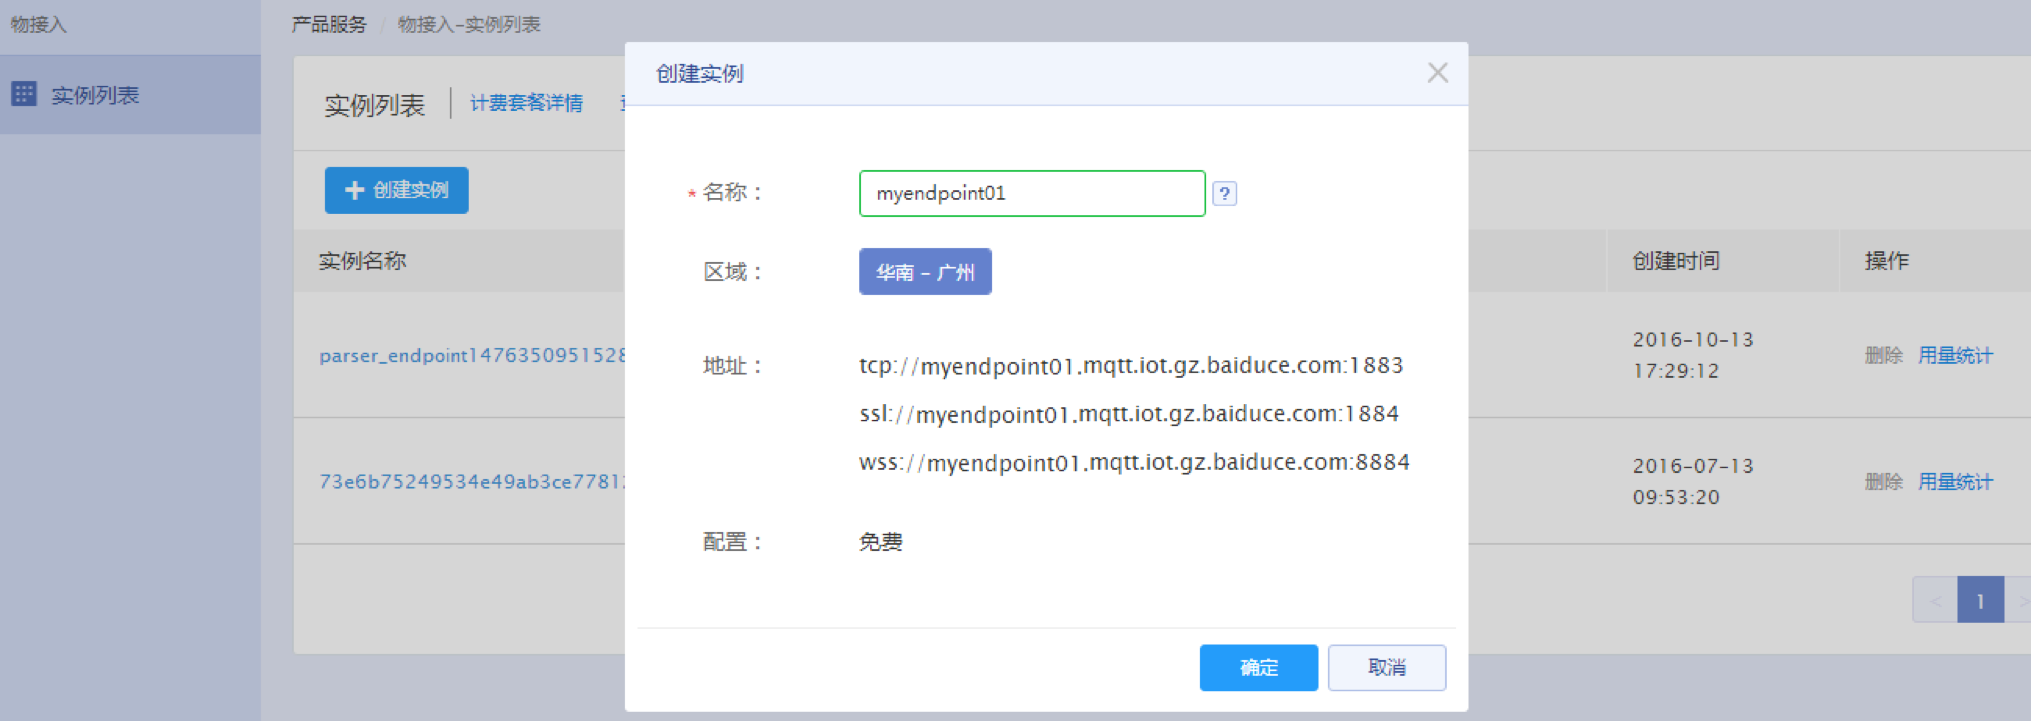 物接入
实例列表
产品服务 / 物接入-实例列表
实例列表 计费套餐详情
创建实例
实例名称
创建时间 操作
parser_endpoint1476350951528
2016-10-13
17:29:12
删除 用量统计
73e6b75249534e49ab3ce7781
2016-07-13
09:53:20
删除 用量统计
< 1 >
创建实例
* 名称： myendpoint01 ?
区域： 华南 - 广州
地址： tcp://myendpoint01.mqtt.iot.gz.baiduce.com:1883
ssl://myendpoint01.mqtt.iot.gz.baiduce.com:1884
wss://myendpoint01.mqtt.iot.gz.baiduce.com:8884
配置： 免费
确定 取消